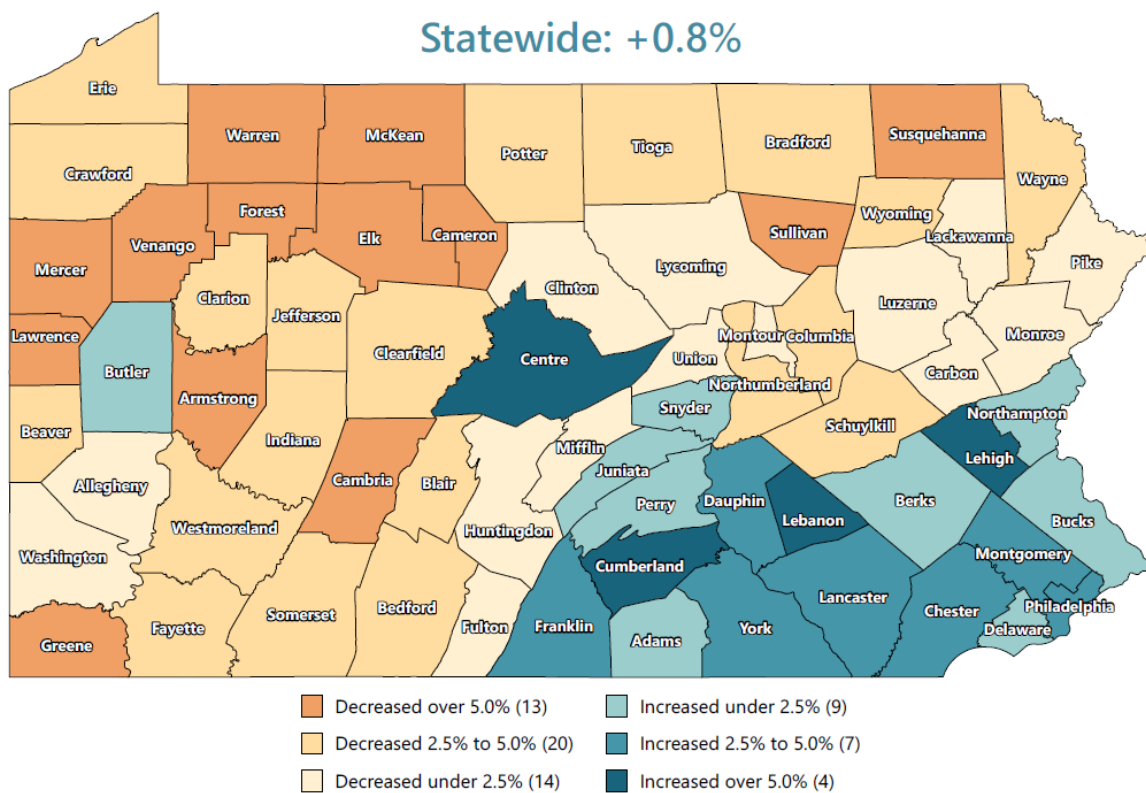 Statewide: +0.8%
Erie
Warren
McKean
Susquehanna
Potter
Tioga
Bradford
Crawford
Wayne
Forest
Wyoming
Venango
Elk
Cameron
Sullivan
Lackawanna
Mercer
Lycoming
Pike
Clarion
Clinton
Luzerne
Jefferson
Lawrence
Montour
Columbia
Monroe
Clearfield
Centre
Union
Butler
Carbon
Armstrong
Northumberland
Snyder
Northampton
Beaver
Indiana
Schuylkill
Mifflin
Lehigh
Allegheny
Juniata
Cambria
Blair
Dauphin
Berks
Perry
Lebanon
Bucks
Westmoreland
Huntingdon
Washington
Montgomery
Cumberland
Lancaster
Philadelphia
Bedford
Somerset
Chester
Fayette
Fulton
Franklin
York
Delaware
Greene
Adams
Decreased over 5.0% (13)
Decreased 2.5% to 5.0% (20)
Decreased under 2.5% (14)
Increased under 2.5% (9)
Increased 2.5% to 5.0% (7)
Increased over 5.0% (4)